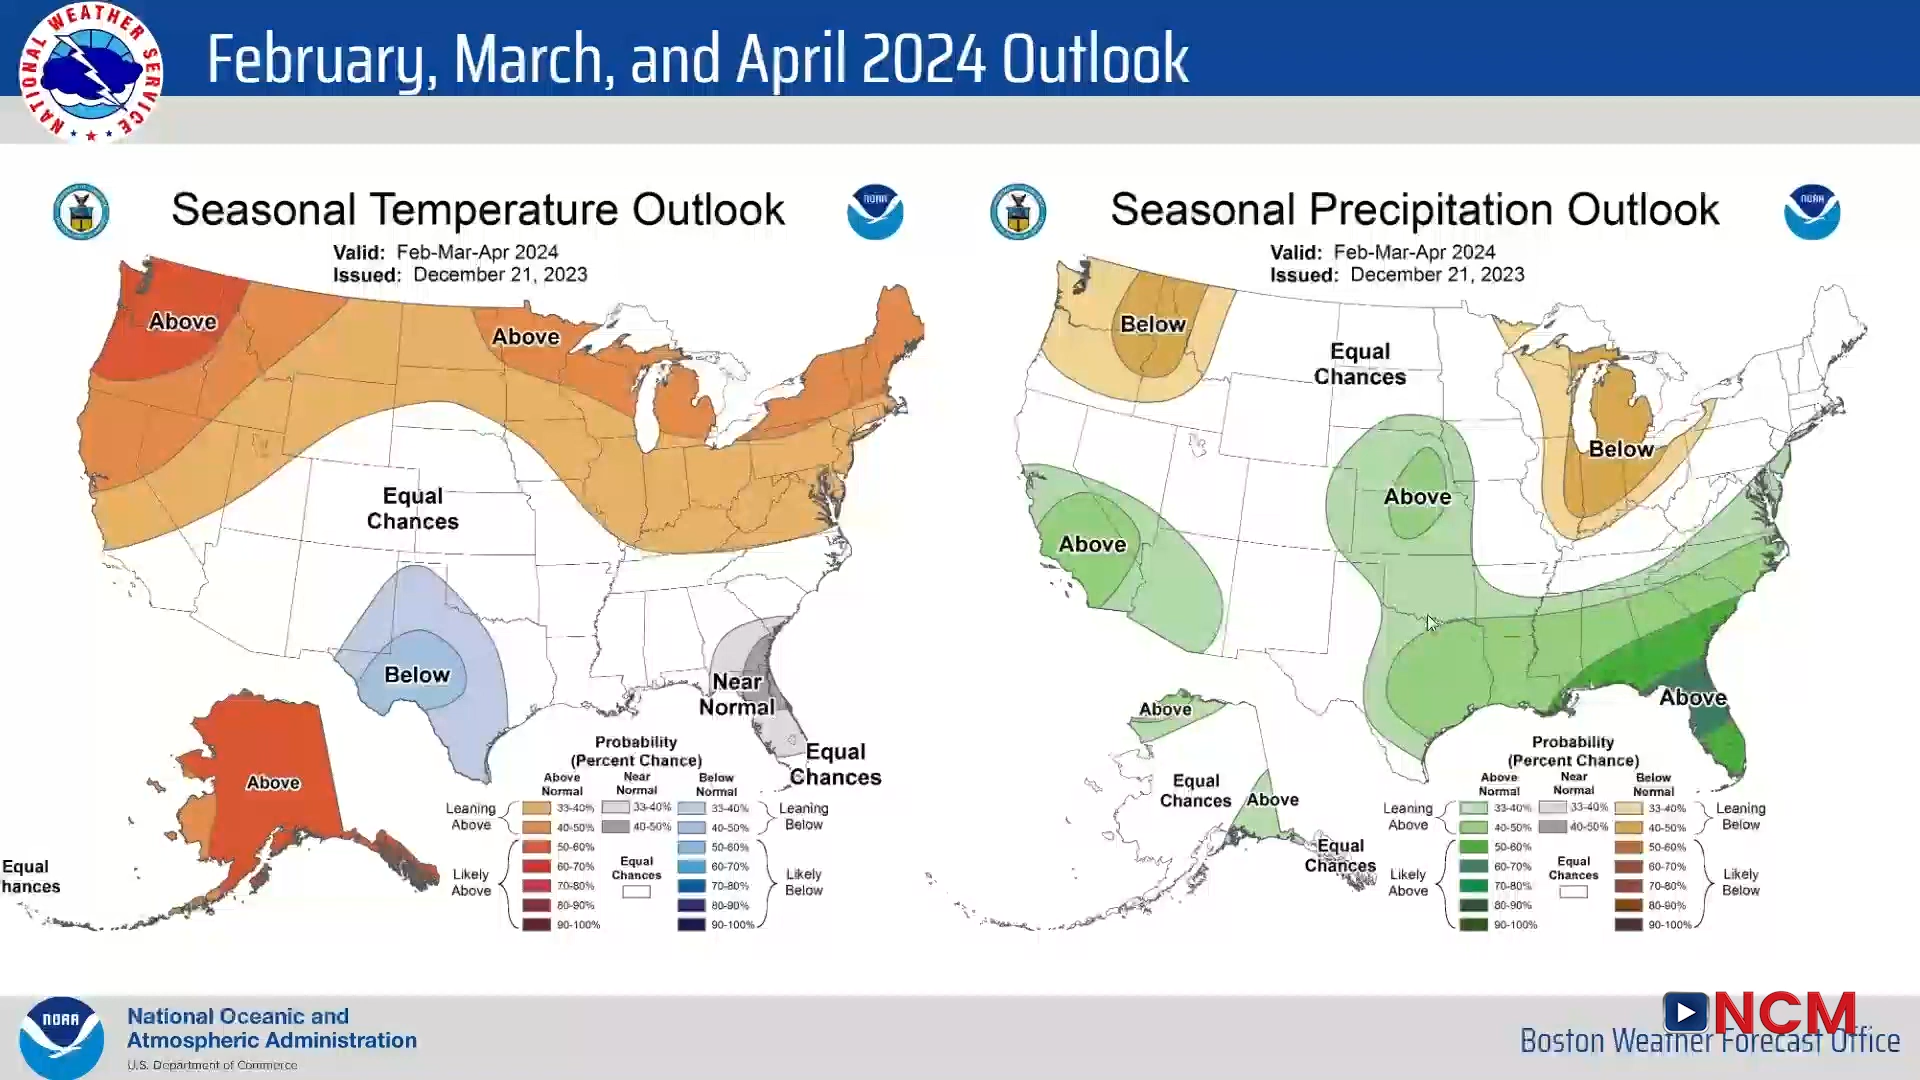 NATIONAL WEATHER SERVICE
February, March, and April 2024 Outlook
Seasonal Temperature Outlook
NOAA
Valid: Feb-Mar-Apr 2024
Issued: December 21, 2023
Above
Above
Equal
Chances
Below
Near
Normal
Equal
Chances
Above
Equal
hances
Probability
(Percent Chance)
Above
Normal
Near
Normal
Below
Normal
Leaning
Above
33-40%
33-40%
33-40%
40-50%
40-50%
40-50%
Leaning
Below
Likely
Above
50-60%
60-70%
70-80%
80-90%
90-100%
Equal
Chances
50-60%
60-70%
70-80%
80-90%
90-100%
Likely
Below
Seasonal Precipitation Outlook
NOAA
Valid: Feb-Mar-Apr 2024
Issued: December 21, 2023
Below
Equal
Chances
Below
Above
Above
Above
Above
Equal
Chances
Above
Equal
Chances
Probability
(Percent Chance)
Above
Normal
Near
Normal
Below
Normal
Leaning
Above
33-40%
33-40%
33-40%
40-50%
40-50%
40-50%
Leaning
Below
Likely
Above
50-60%
60-70%
70-80%
80-90%
90-100%
Equal
Chances
50-60%
60-70%
70-80%
80-90%
90-100%
Likely
Below
NOAA
National Oceanic and
Atmospheric Administration
U.S. Department of Commerce
NCM
Boston Weather Forecast Office